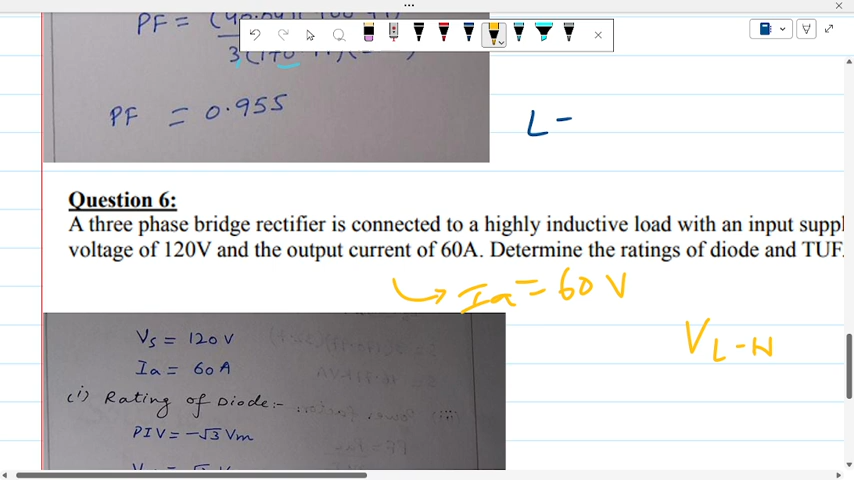 PF =
3
PF = 0.955
L -
Question 6:
A three phase bridge rectifier is connected to a highly inductive load with an input suppl
voltage of 120V and the output current of 60A. Determine the ratings of diode and TUF.
Ia = 60 V
VL-N
Vs = 120 V
Ia = 60 A
(i) Rating of Diode:-
PIV = -√3 Vm